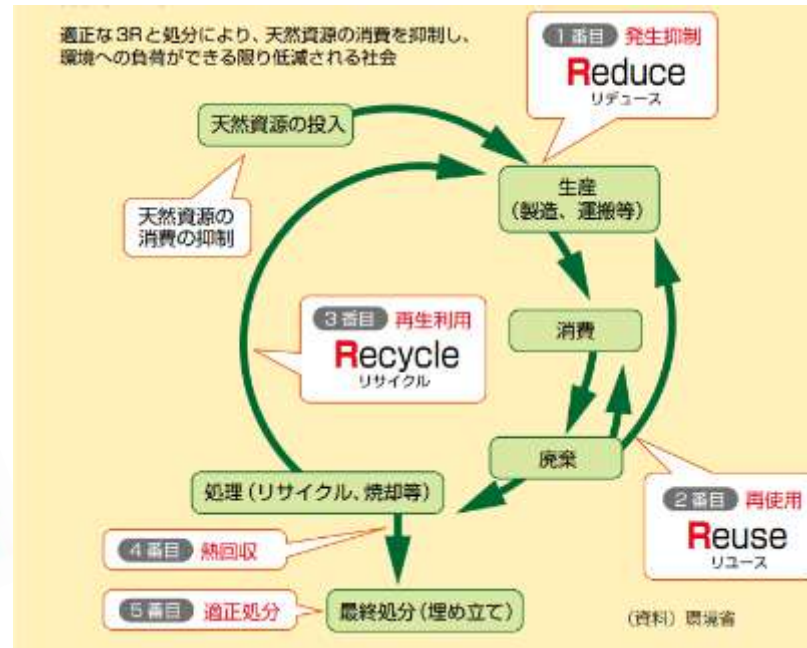 適正な3Rと処分により、天然資源の消費を抑制し、
環境への負荷ができる限り低減される社会
1番目 発生抑制
Reduce
リデュース
天然資源の投入
生産
(製造、運搬等)
天然資源の
消費の抑制
3番目 再生利用
Recycle
リサイクル
消費
廃棄
処理(リサイクル、焼却等)
2番目 再使用
Reuse
リユース
4番目 熱回収
5番目 適正処分
最終処分(埋め立て)
(資料)環境省